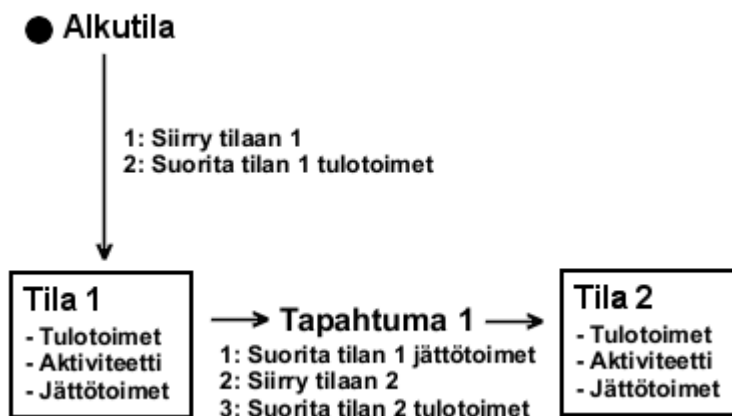 Alkutila
1: Siirry tilaan 1
2: Suorita tilan 1 tulotoimet
Tila 1
- Tulotoimet
- Aktiviteetti
- Jättötoimet
Tapahtuma 1
1: Suorita tilan 1 jättötoimet
2: Siirry tilaan 2
3: Suorita tilan 2 tulotoimet
Tila 2
- Tulotoimet
- Aktiviteetti
- Jättötoimet